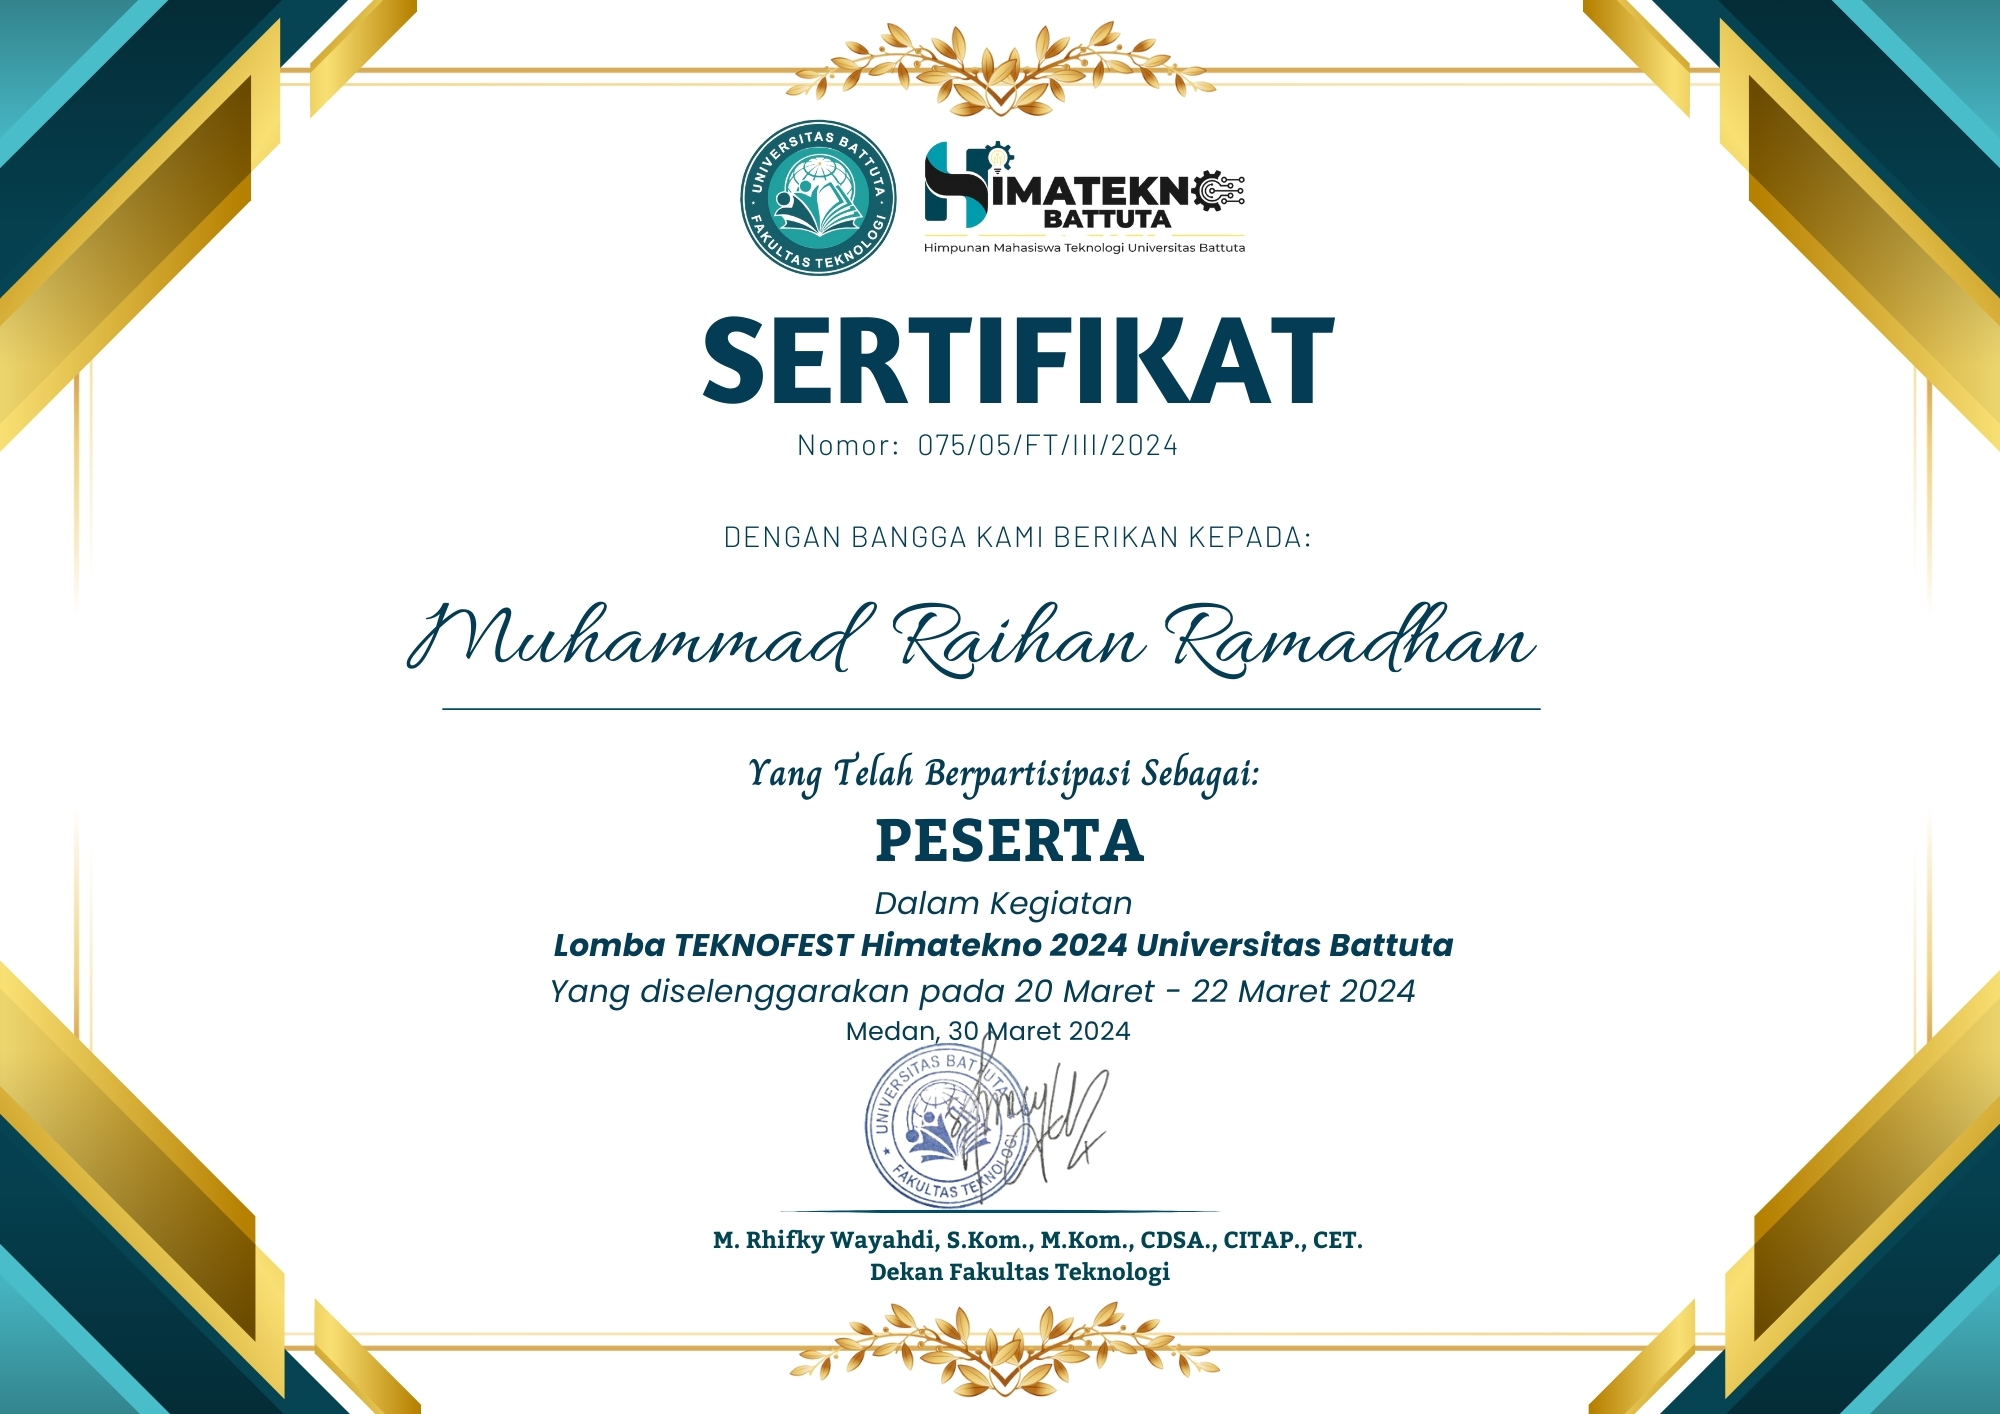 UNIVERSITAS BATTUTA
FAKULTAS TEKNOLOGI
HIMATEKNO
BATTUTA
Himpunan Mahasiswa Teknologi Universitas Battuta
SERTIFIKAT
Nomor: 075/05/FT/III/2024
DENGAN BANGGA KAMI BERIKAN KEPADA:
Muhammad Raihan Ramadhan
Yang Telah Berpartisipasi Sebagai:
PESERTA
Dalam Kegiatan
Lomba TEKNOFEST Himatekno 2024 Universitas Battuta
Yang diselenggarakan pada 20 Maret - 22 Maret 2024
Medan, 30 Maret 2024
UNIVERSITAS BATTUTA
FAKULTAS TEKNOLOGI
M. Rhifky Wayahdi, S.Kom., M.Kom., CDSA., CITAP., CET.
Dekan Fakultas Teknologi